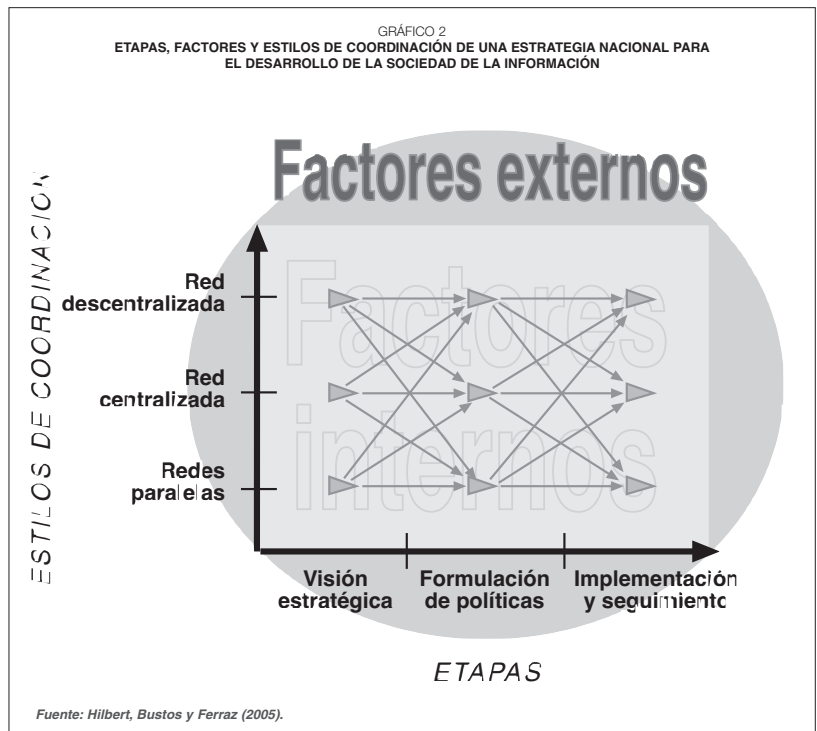 GRÁFICO 2
ETAPAS, FACTORES Y ESTILOS DE COORDINACIÓN DE UNA ESTRATEGIA NACIONAL PARA
EL DESARROLLO DE LA SOCIEDAD DE LA INFORMACIÓN
Factores externos
ESTILOS DE COORDINACIÓN
Factores
internos
Red
descentralizada
Red
centralizada
Redes
paralelas
Visión
estratégica
Formulación
de políticas
Implementación
y seguimiento
ETAPAS
Fuente: Hilbert, Bustos y Ferraz (2005).